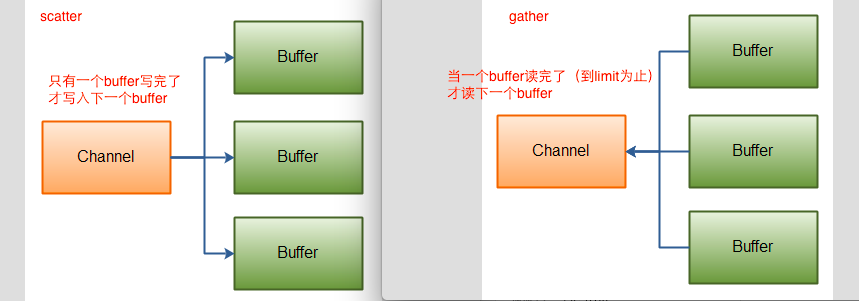 scatter
只有一个buffer写完了
才写入下一个buffer
Channel
Buffer
Buffer
Buffer
gather
当一个buffer读完了（到limit为止）
才读下一个buffer
Channel
Buffer
Buffer
Buffer